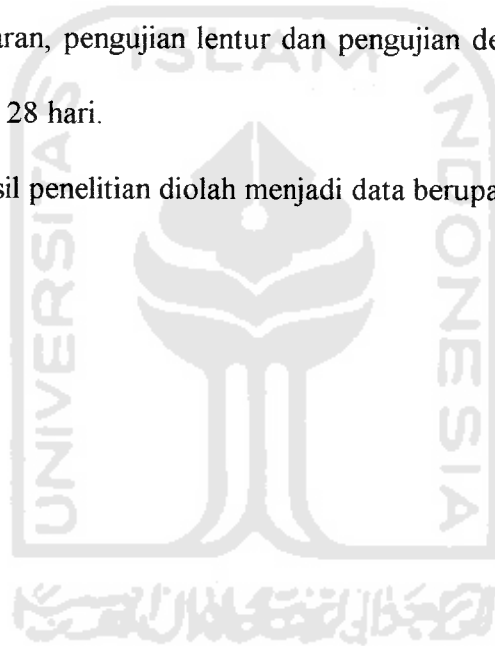 aran, pengujian lentur dan pengujian de
28 hari.
sil penelitian diolah menjadi data berupa
ISLAM
UNIVERSITAS
INDONESIA